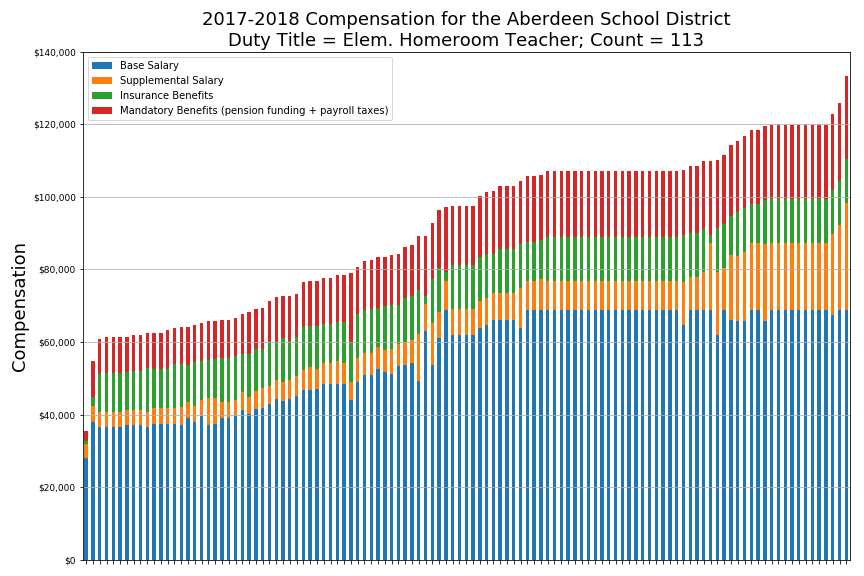 2017-2018 Compensation for the Aberdeen School District
Duty Title = Elem. Homeroom Teacher; Count = 113
$140,000
$120,000
$100,000
$80,000
$60,000
$40,000
$20,000
$0
Compensation
Base Salary
Supplemental Salary
Insurance Benefits
Mandatory Benefits (pension funding + payroll taxes)